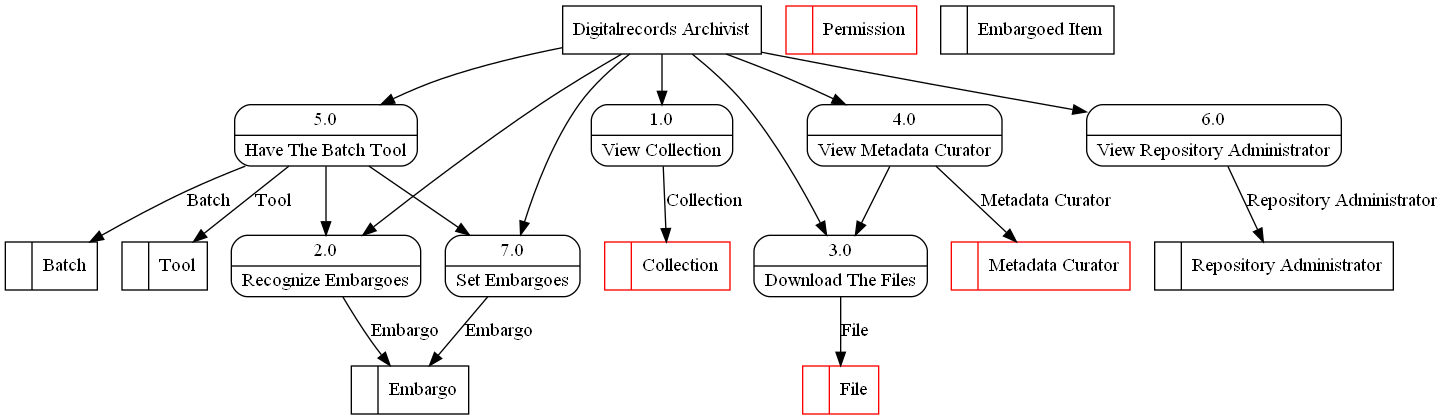 Digitalrecords Archivist
Permission
Embargoed Item
5.0
Have The Batch Tool
1.0
View Collection
4.0
View Metadata Curator
6.0
View Repository Administrator
Batch
Tool
Collection
Metadata Curator
Repository Administrator
Batch
Tool
2.0
Recognize Embargoes
7.0
Set Embargoes
Collection
3.0
Download The Files
Metadata Curator
Repository Administrator
Embargo
Embargo
File
Embargo
File